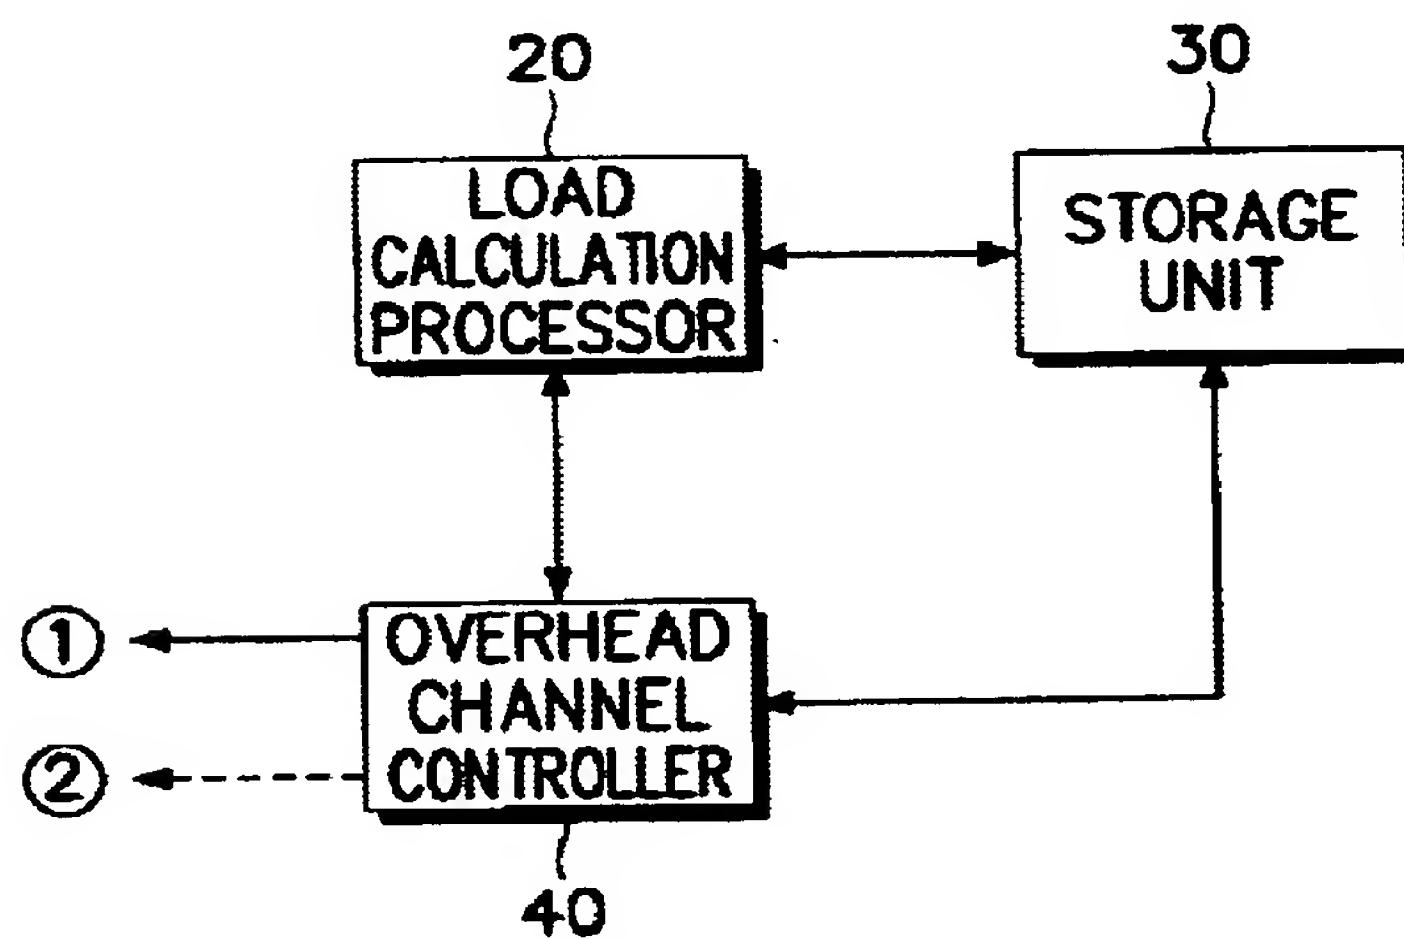 20
30
LOAD
CALCULATION
PROCESSOR
STORAGE
UNIT
1
2
OVERHEAD
CHANNEL
CONTROLLER
40